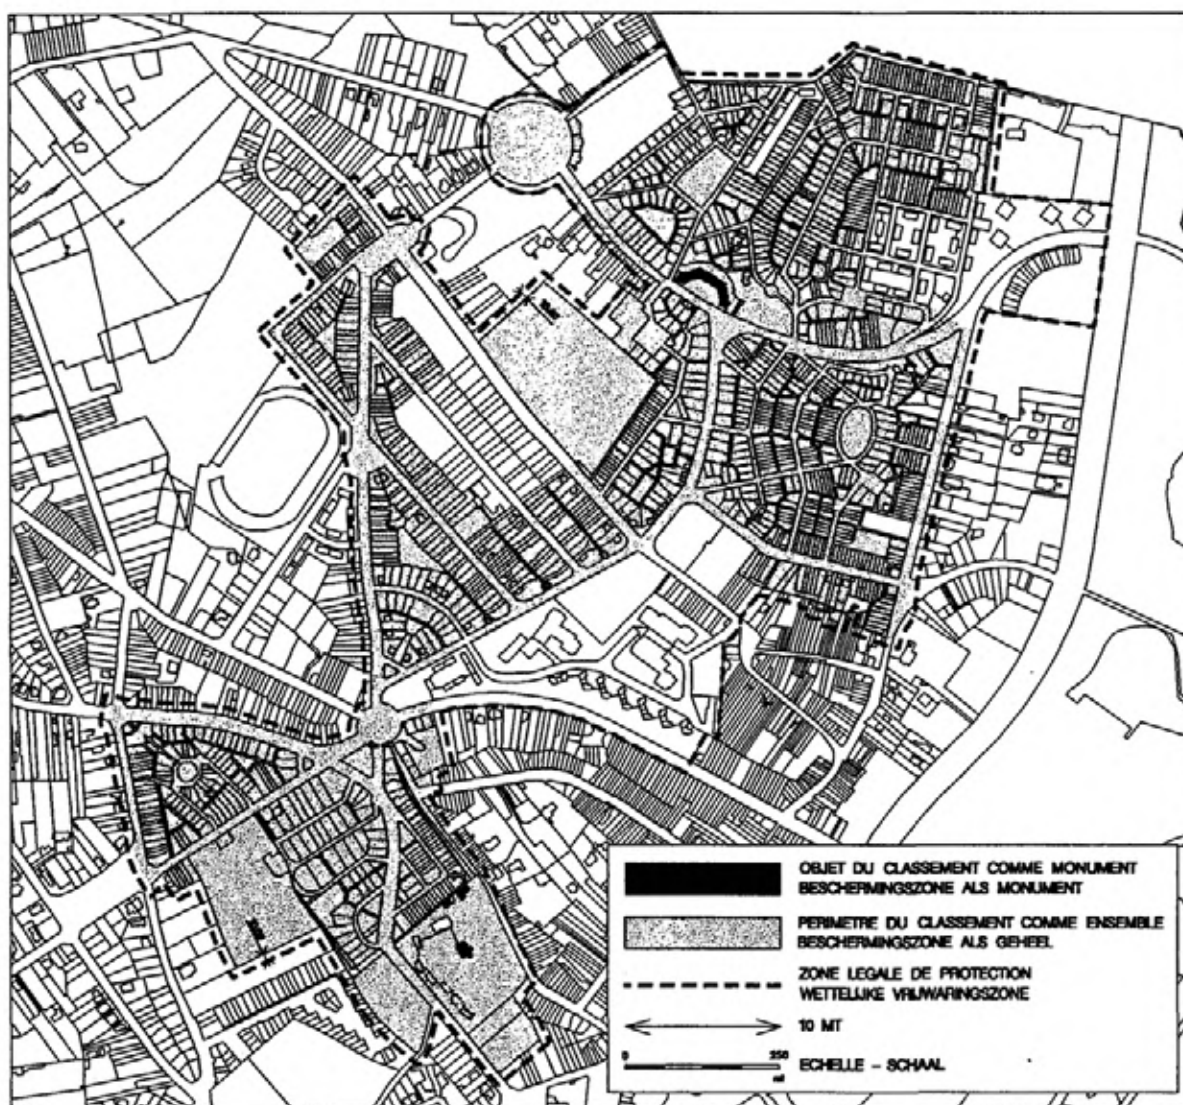 OBJET DU CLASSEMENT COMME MONUMENT
BESCHERMINGSZONE ALS MONUMENT
PERIMETRE DU CLASSEMENT COMME ENSEMBLE
BESCHERMINGSZONE ALS GEHEEL
ZONE LEGALE DE PROTECTION
WETTELIJKE VRIJWARINGSZONE
10 MT
0 250
ECHELLE - SCHAAL